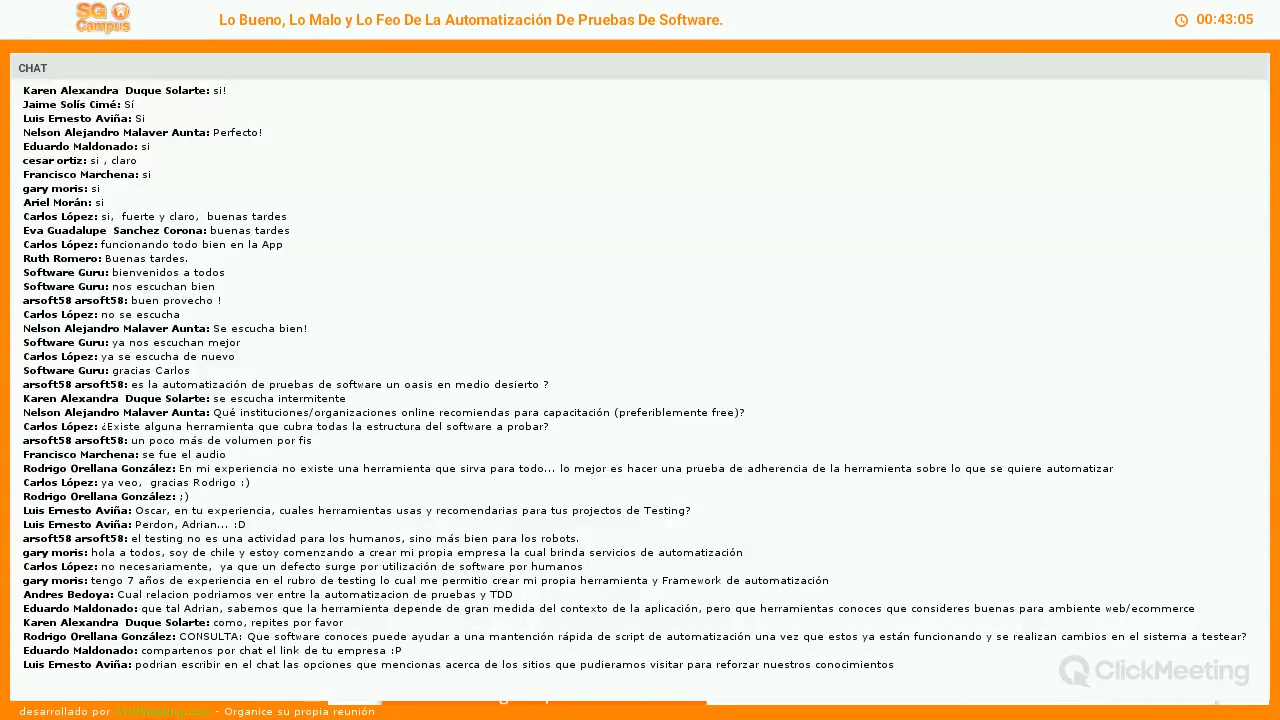 SG Campus
Lo Bueno, Lo Malo y Lo Feo De La Automatización De Pruebas De Software.
00:43:05
CHAT
Karen Alexandra  Duque Solarte: si!
Jaime Solís Cimé: Sí
Luis Ernesto Aviña: Si
Nelson Alejandro Malaver Aunta: Perfecto!
Eduardo Maldonado: si
cesar ortiz: si , claro
Francisco Marchena: si
gary moris: si
Ariel Morán: si
Carlos López: si,  fuerte y claro,  buenas tardes
Eva Guadalupe  Sanchez Corona: buenas tardes
Carlos López: funcionando todo bien en la App
Ruth Romero: Buenas tardes.
Software Guru: bienvenidos a todos
Software Guru: nos escuchan bien
arsoft58 arsoft58: buen provecho !
Carlos López: no se escucha
Nelson Alejandro Malaver Aunta: Se escucha bien!
Software Guru: ya nos escuchan mejor
Carlos López: ya se escucha de nuevo
Software Guru: gracias Carlos
arsoft58 arsoft58: es la automatización de pruebas de software un oasis en medio desierto ?
Karen Alexandra  Duque Solarte: se escucha intermitente
Nelson Alejandro Malaver Aunta: Qué instituciones/organizaciones online recomiendas para capacitación (preferiblemente free)?
Carlos López: ¿Existe alguna herramienta que cubra todas la estructura del software a probar?
arsoft58 arsoft58: un poco más de volumen por fis
Francisco Marchena: se fue el audio
Rodrigo Orellana González: En mi experiencia no existe una herramienta que sirva para todo... lo mejor es hacer una prueba de adherencia de la herramienta sobre lo que se quiere automatizar
Carlos López: ya veo,  gracias Rodrigo :)
Rodrigo Orellana González: ;)
Luis Ernesto Aviña: Oscar, en tu experiencia, cuales herramientas usas y recomendarias para tus projectos de Testing?
Luis Ernesto Aviña: Perdon, Adrian... :D
arsoft58 arsoft58: el testing no es una actividad para los humanos, sino más bien para los robots.
gary moris: hola a todos, soy de chile y estoy comenzando a crear mi propia empresa la cual brinda servicios de automatización
Carlos López: no necesariamente,  ya que un defecto surge por utilización de software por humanos
gary moris: tengo 7 años de experiencia en el rubro de testing lo cual me permitio crear mi propia herramienta y Framework de automatización
Andres Bedoya: Cual relacion podriamos ver entre la automatizacion de pruebas y TDD
Eduardo Maldonado: que tal Adrian, sabemos que la herramienta depende de gran medida del contexto de la aplicación, pero que herramientas conoces que consideres buenas para ambiente web/ecommerce
Karen Alexandra  Duque Solarte: como, repites por favor
Rodrigo Orellana González: CONSULTA: Que software conoces puede ayudar a una mantención rápida de script de automatización una vez que estos ya están funcionando y se realizan cambios en el sistema a testear?
Eduardo Maldonado: compartenos por chat el link de tu empresa :P
Luis Ernesto Aviña: podrian escribir en el chat las opciones que mencionas acerca de los sitios que pudieramos visitar para reforzar nuestros conocimientos
ClickMeeting
desarrollado por ClickMeeting.com - Organice su propia reunión